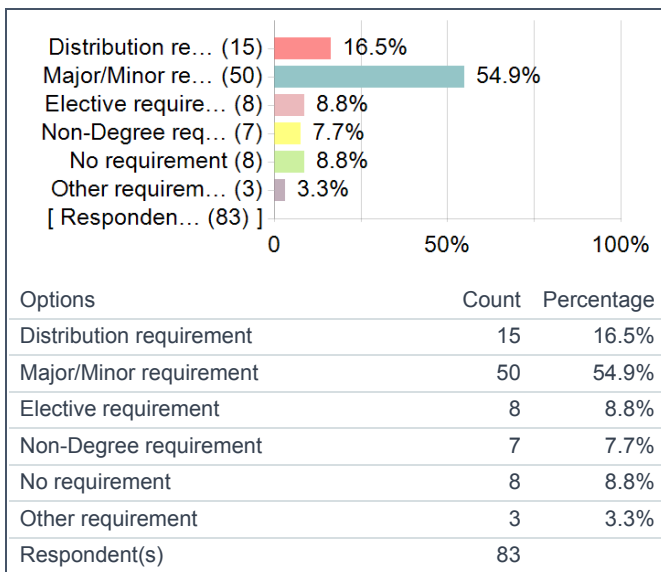 Distribution re… (15) 16.5%
Major/Minor re… (50) 54.9%
Elective require… (8) 8.8%
Non-Degree req… (7) 7.7%
No requirement (8) 8.8%
Other requirem… (3) 3.3%
[ Responden… (83) ]
0 50% 100%
Options Count Percentage
Distribution requirement 15 16.5%
Major/Minor requirement 50 54.9%
Elective requirement 8 8.8%
Non-Degree requirement 7 7.7%
No requirement 8 8.8%
Other requirement 3 3.3%
Respondent(s) 83